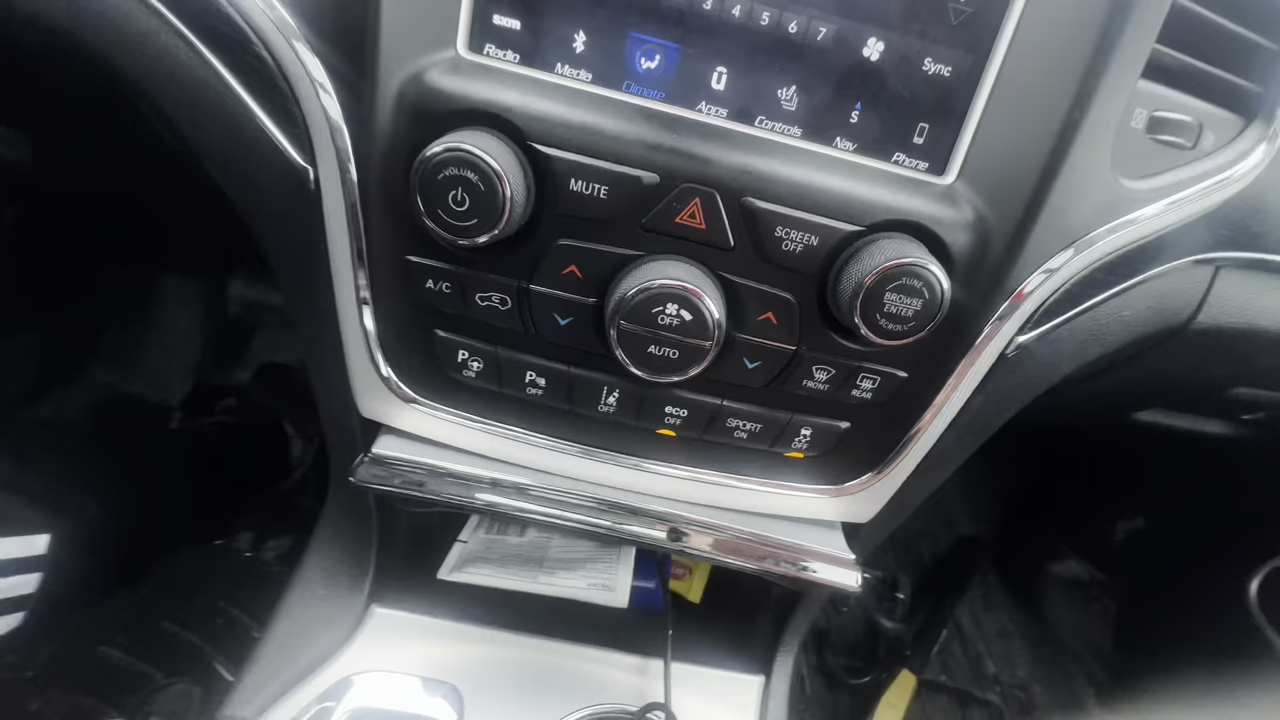 3 4 5 6 7
sxm
Sync
Radio
Media
Climate
Apps
Controls
S
Nav
Phone
VOLUME
MUTE
SCREEN
OFF
TUNE
BROWSE
ENTER
SCROLL
A/C
OFF
AUTO
FRONT
REAR
P
ON
P
OFF
OFF
eco
OFF
SPORT
ON
OFF